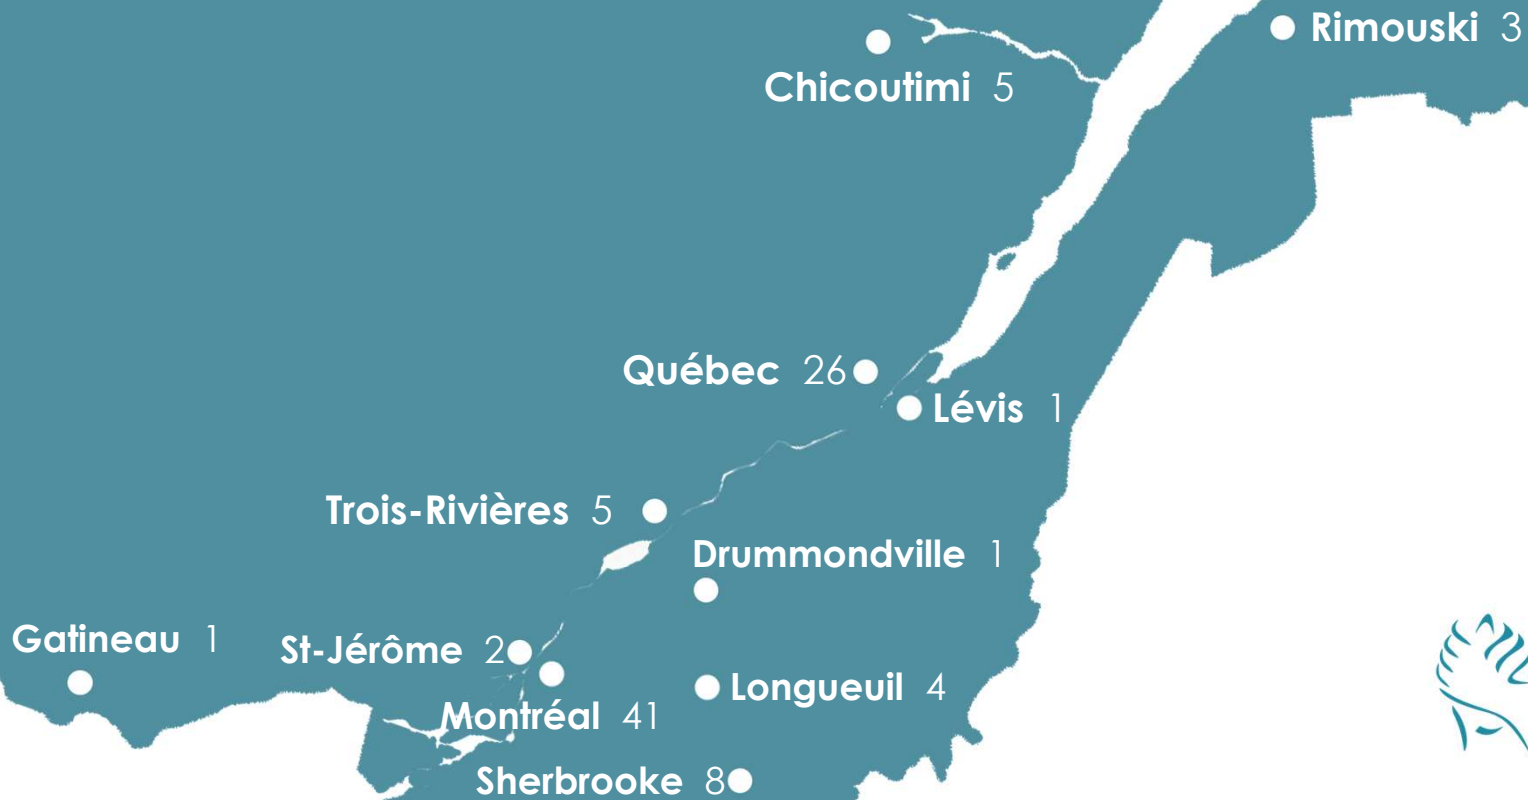 Rimouski 3
Chicoutimi 5
Québec 26
Lévis 1
Trois-Rivières 5
Drummondville 1
Gatineau 1
St-Jérôme 2
Longueuil 4
Montréal 41
Sherbrooke 8